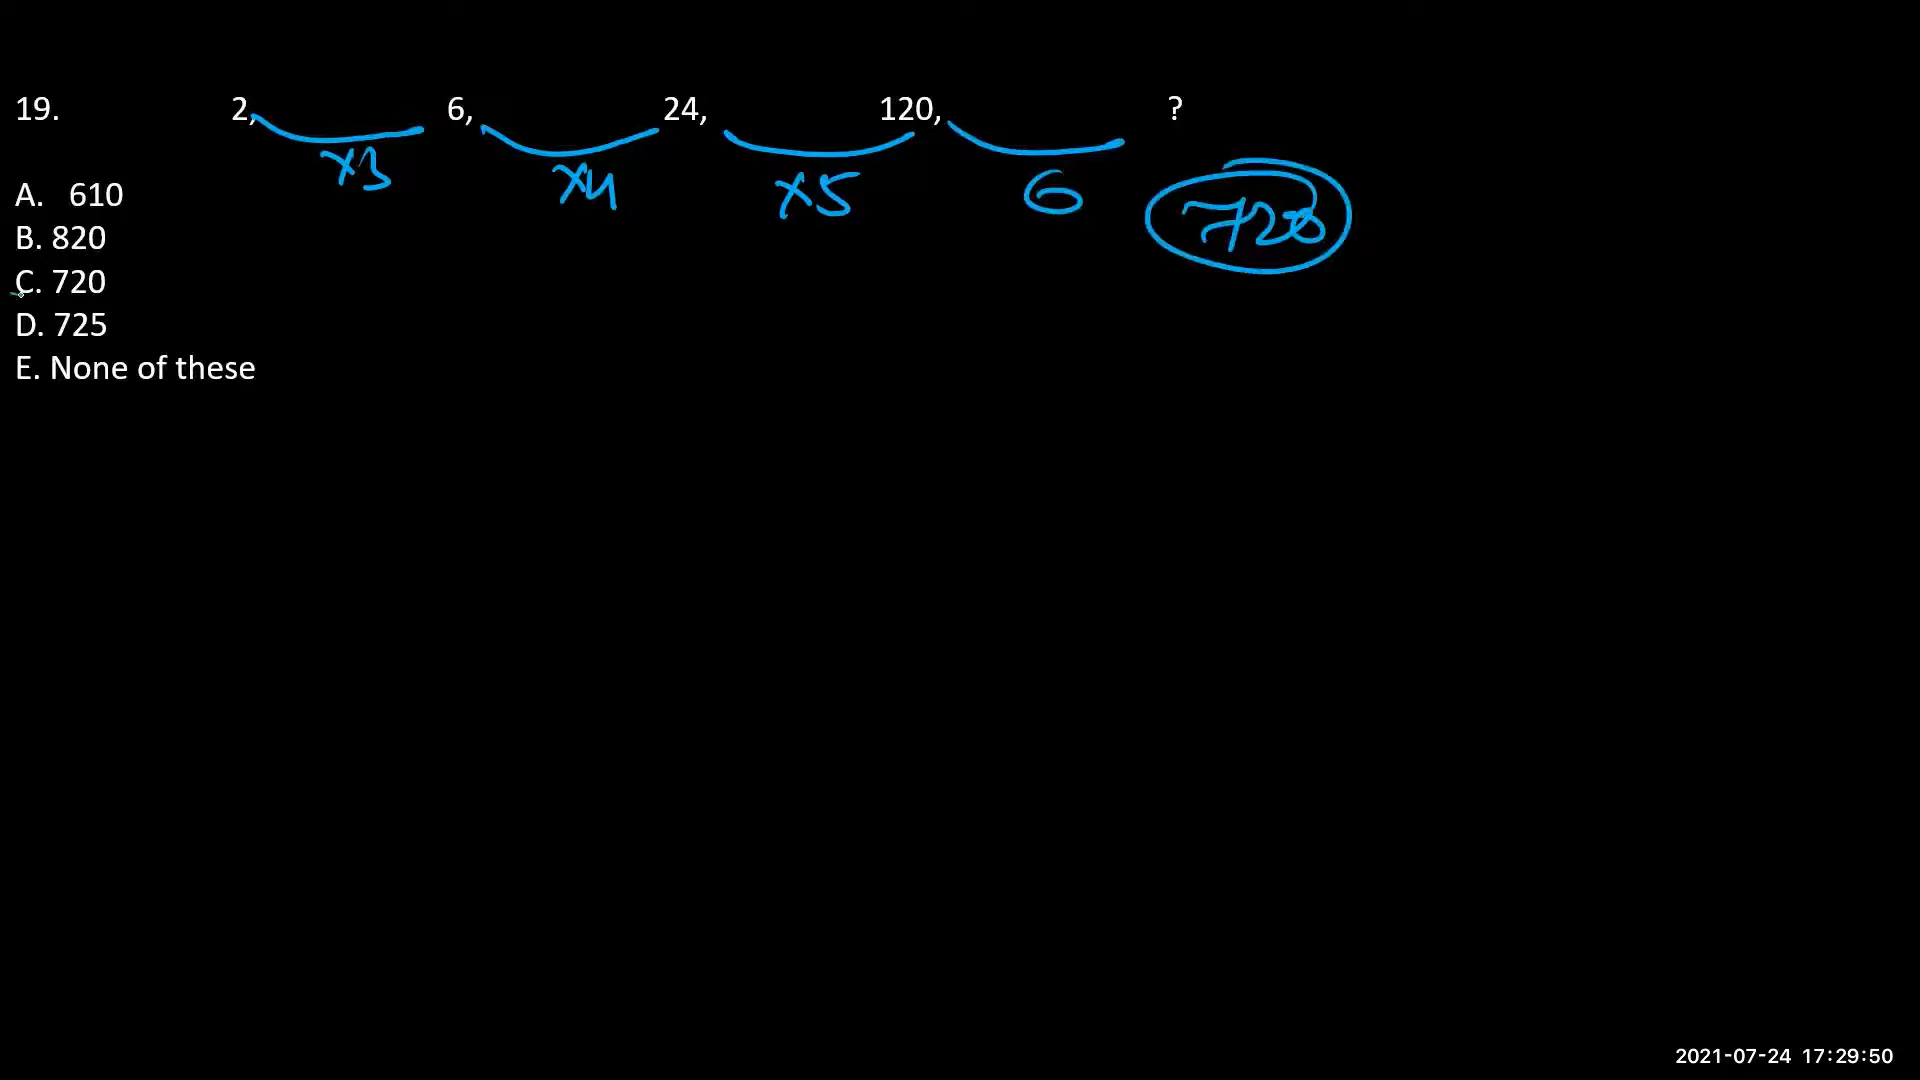 19. 2, 6, 24, 120, ?
x3 x4 x5 6 720
A. 610
B. 820
C. 720
D. 725
E. None of these
2021-07-24 17:29:50